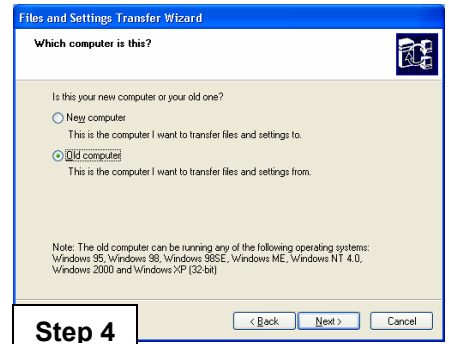 Files and Settings Transfer Wizard
Which computer is this?
Is this your new computer or your old one?
New computer
This is the computer I want to transfer files and settings to.
Old computer
This is the computer I want to transfer files and settings from.
Note: The old computer can be running any of the following operating systems:
Windows 95, Windows 98, Windows 98SE, Windows ME, Windows NT 4.0,
Windows 2000 and Windows XP (32-bit)
< Back Next > Cancel
Step 4